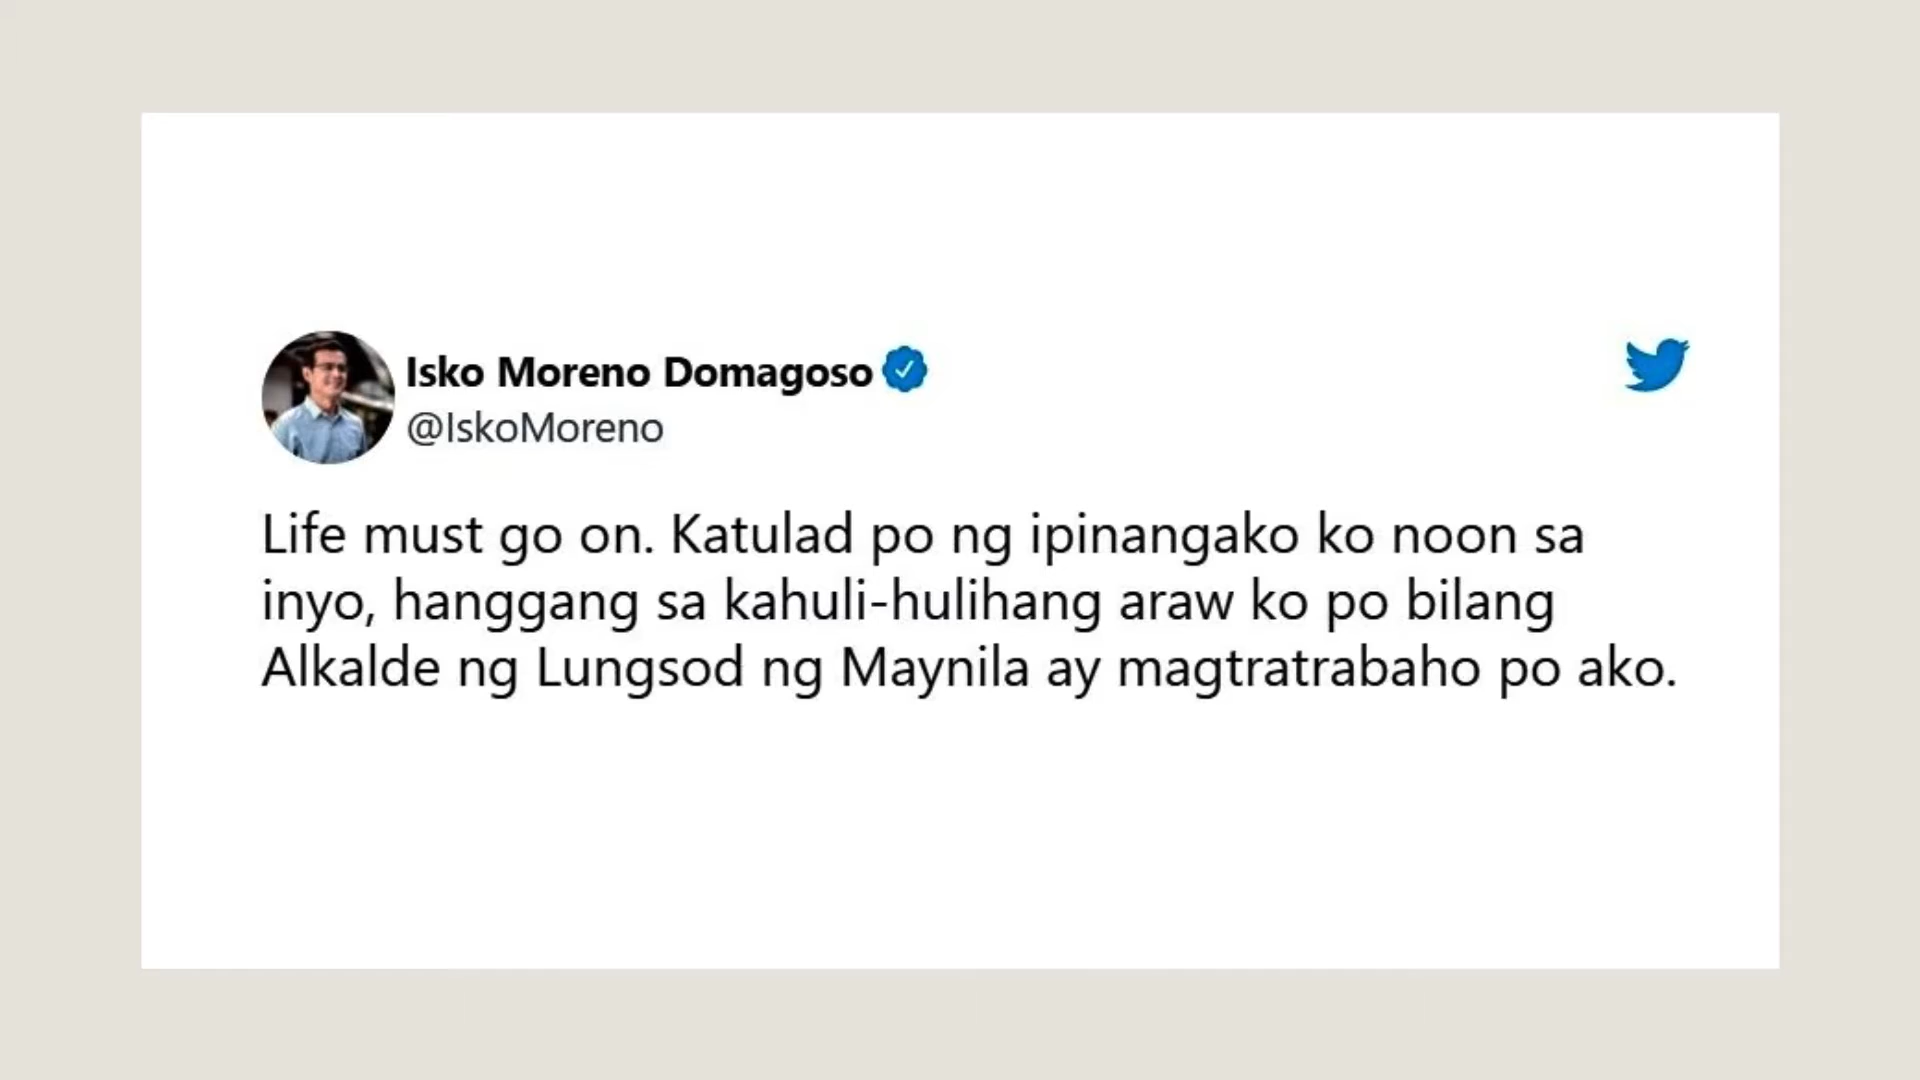 Isko Moreno Domagoso
@IskoMoreno
Life must go on. Katulad po ng ipinangako ko noon sa
inyo, hanggang sa kahuli-hulihang araw ko po bilang
Alkalde ng Lungsod ng Maynila ay magtratrabaho po ako.